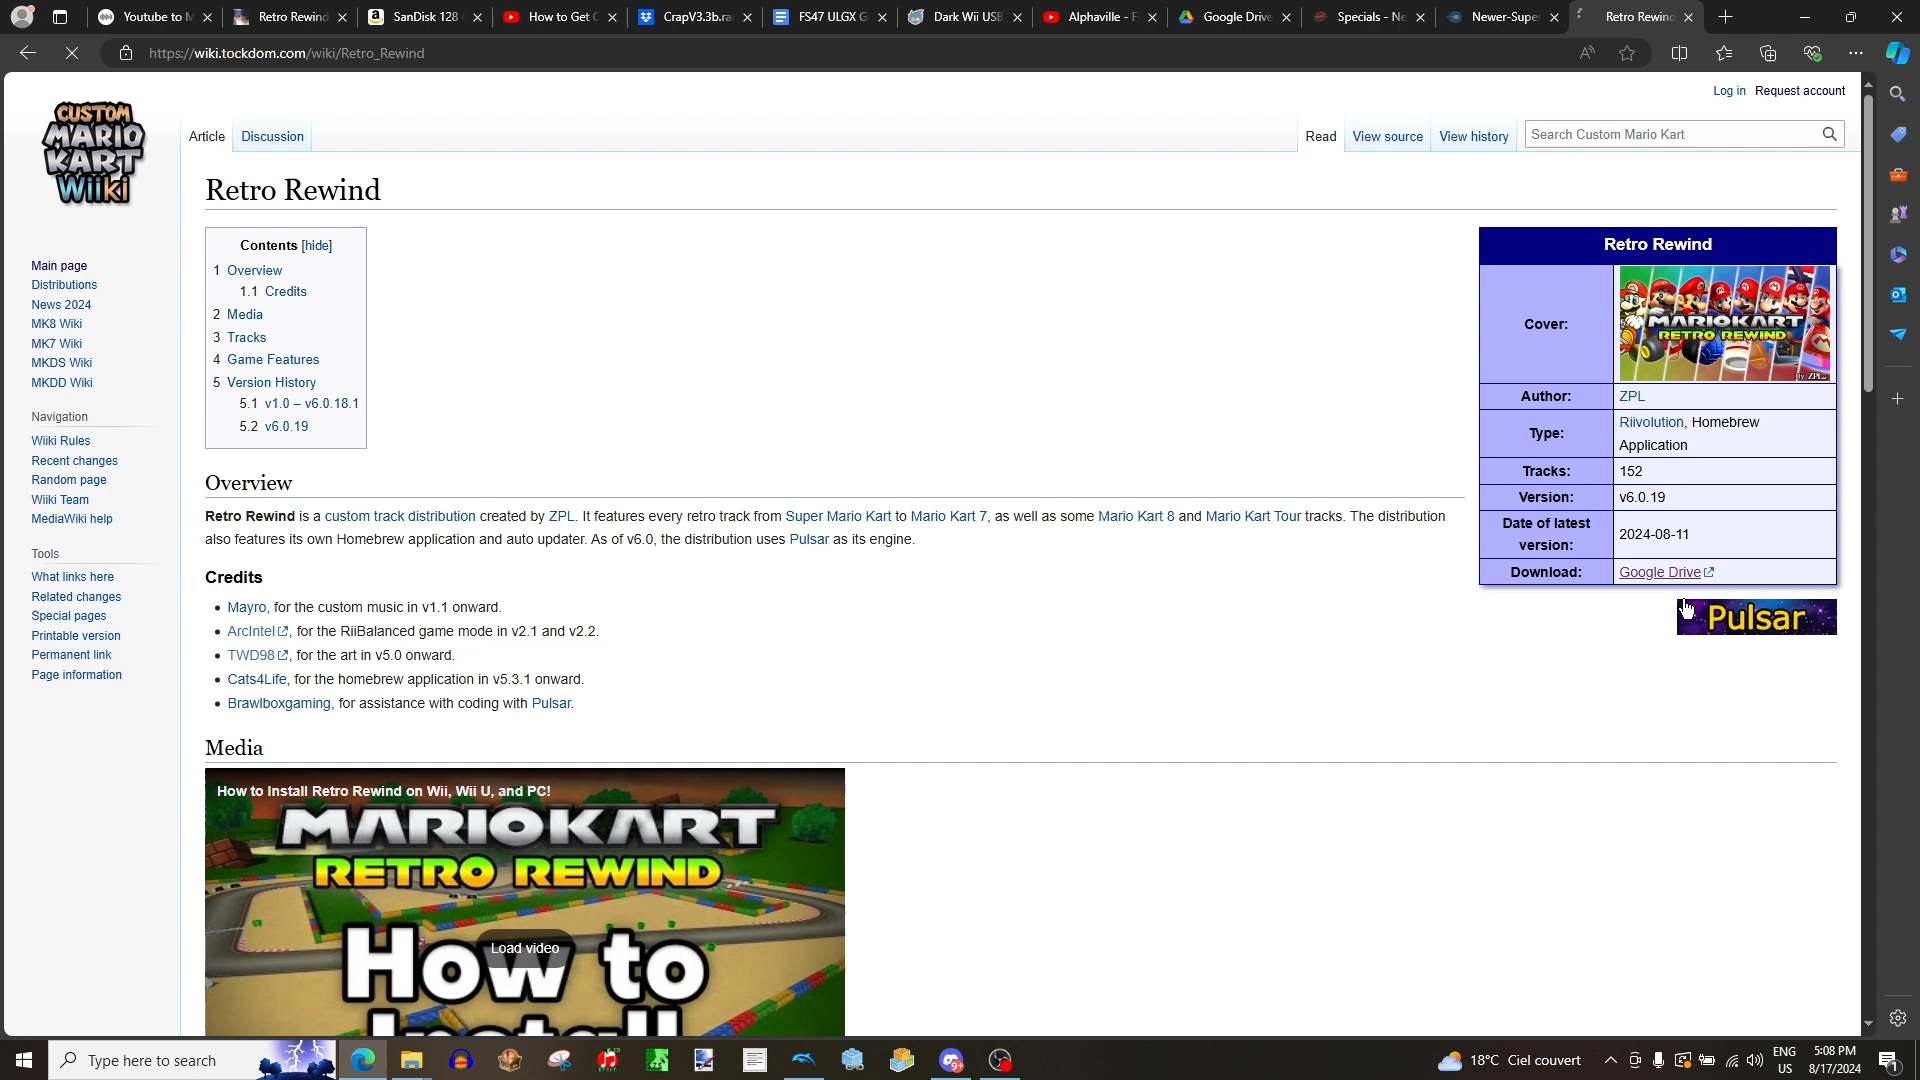 Youtube to M
Retro Rewind
SanDisk 128
How to Get C
CrapV3.3b.ra
FS47 ULGX G
Dark Wii USB
Alphaville - F
Google Drive
Specials - Ne
Newer-Supe
Retro Rewind
https://wiki.tockdom.com/wiki/Retro_Rewind
Log in Request account
CUSTOM
MARIO
KART
Wiiki
Article Discussion
Read View source View history
Search Custom Mario Kart
Retro Rewind
Main page
Distributions
News 2024
MK8 Wiki
MK7 Wiki
MKDS Wiki
MKDD Wiki
Navigation
Wiiki Rules
Recent changes
Random page
Wiiki Team
MediaWiki help
Tools
What links here
Related changes
Special pages
Printable version
Permanent link
Page information
Contents [hide]
1 Overview
1.1 Credits
2 Media
3 Tracks
4 Game Features
5 Version History
5.1 v1.0 – v6.0.18.1
5.2 v6.0.19
Retro Rewind
Cover:
MARIOKART
RETRO REWIND
By ZPL
Author: ZPL
Type: Riivolution, Homebrew
Application
Tracks: 152
Version: v6.0.19
Date of latest
version: 2024-08-11
Download: Google Drive
Pulsar
Overview
Retro Rewind is a custom track distribution created by ZPL. It features every retro track from Super Mario Kart to Mario Kart 7, as well as some Mario Kart 8 and Mario Kart Tour tracks. The distribution
also features its own Homebrew application and auto updater. As of v6.0, the distribution uses Pulsar as its engine.
Credits
• Mayro, for the custom music in v1.1 onward.
• ArcIntel, for the RiiBalanced game mode in v2.1 and v2.2.
• TWD98, for the art in v5.0 onward.
• Cats4Life, for the homebrew application in v5.3.1 onward.
• Brawlboxgaming, for assistance with coding with Pulsar.
Media
How to Install Retro Rewind on Wii, Wii U, and PC!
MARIOKART
RETRO REWIND
How to
Load video
Install
Type here to search
18°C Ciel couvert
ENG
US
5:08 PM
8/17/2024